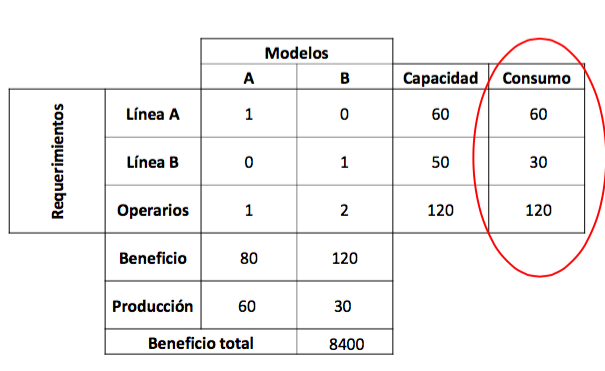 Modelos
A B Capacidad Consumo
Requerimientos
Línea A 1 0 60 60
Línea B 0 1 50 30
Operarios 1 2 120 120
Beneficio 80 120
Producción 60 30
Beneficio total 8400